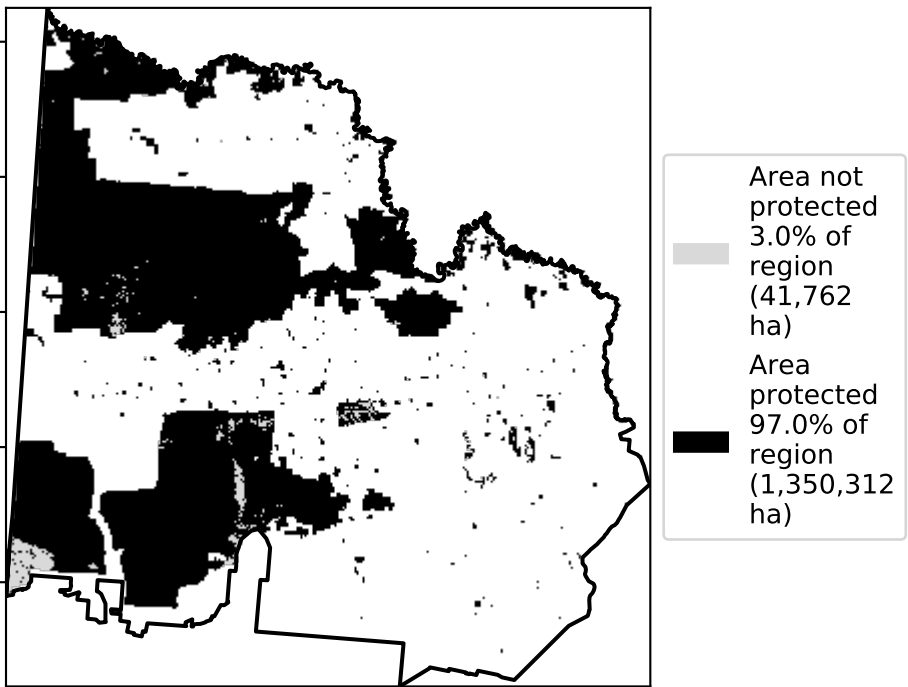 Area not
protected
3.0% of
region
(41,762
ha)
Area
protected
97.0% of
region
(1,350,312
ha)